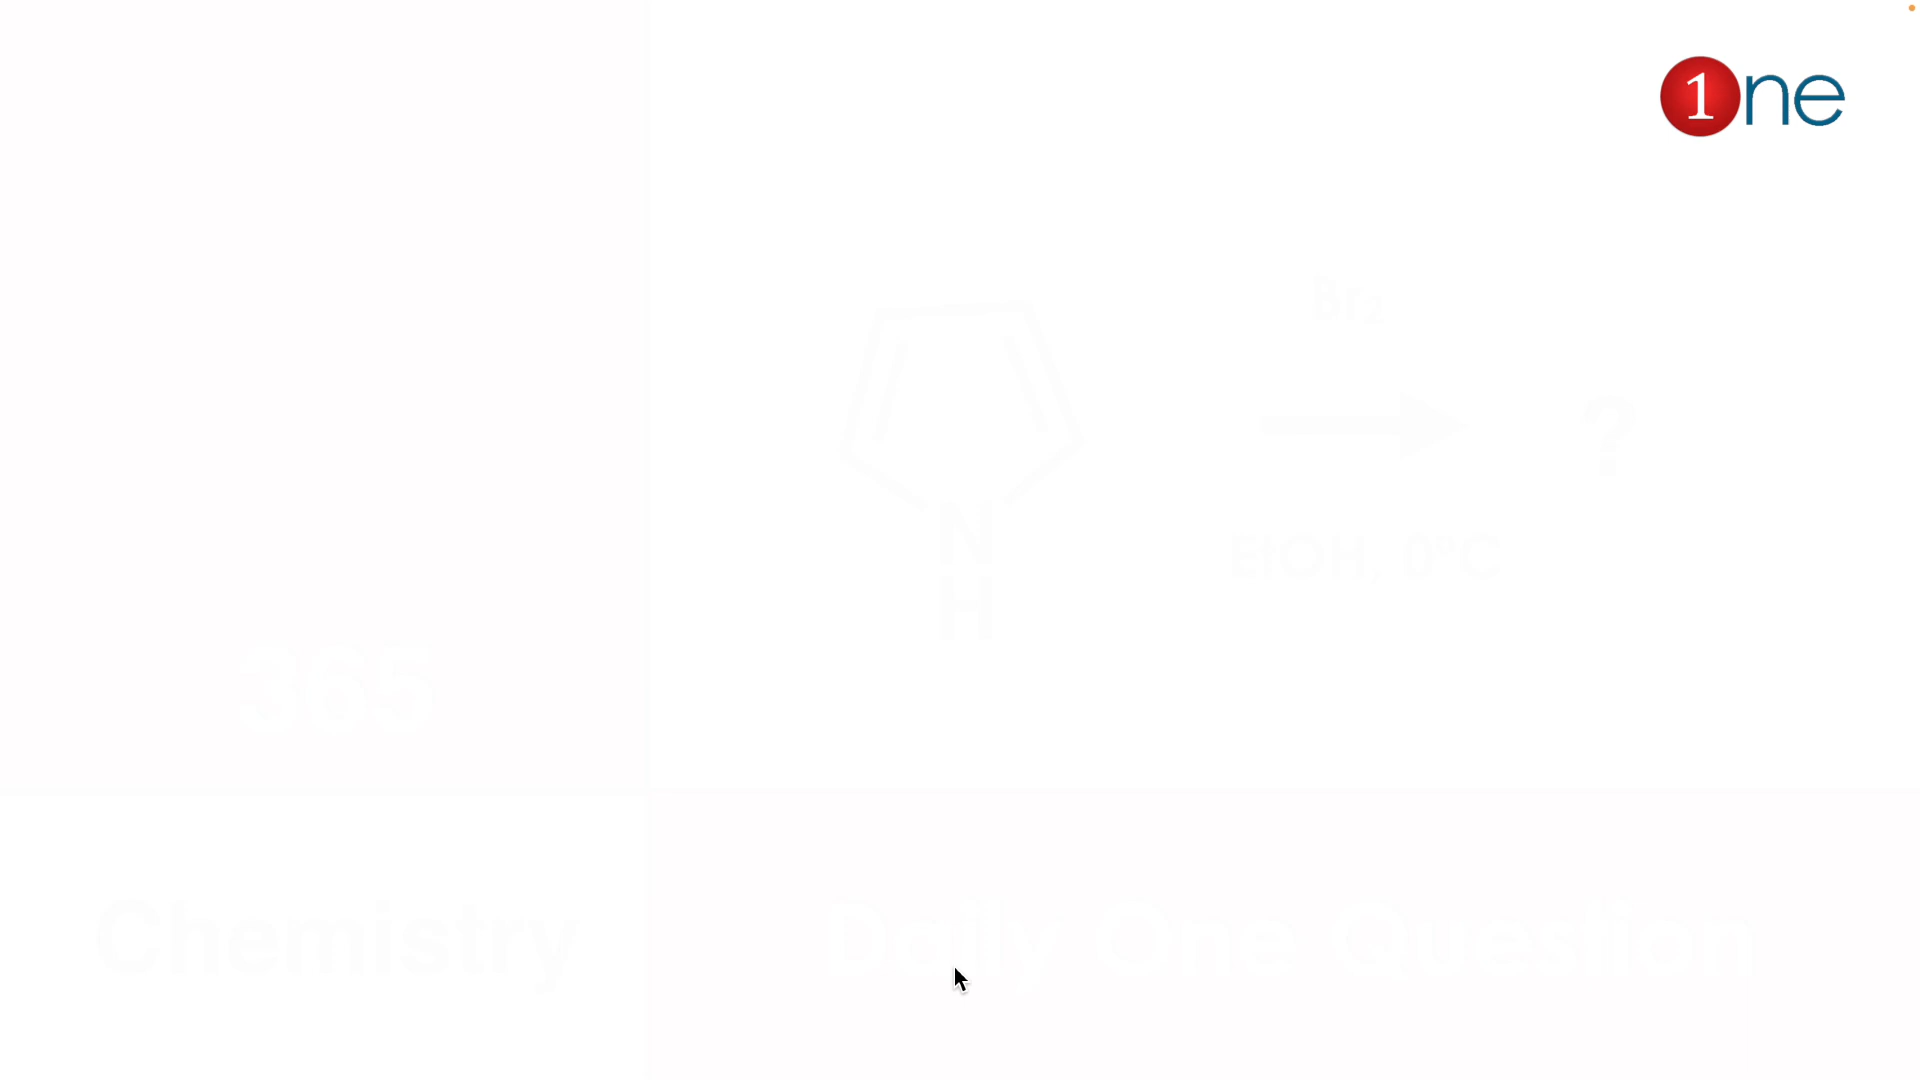 1ne
Br₂
?
N
H
EtOH, 0°C
365
Chemistry
Daily One Question